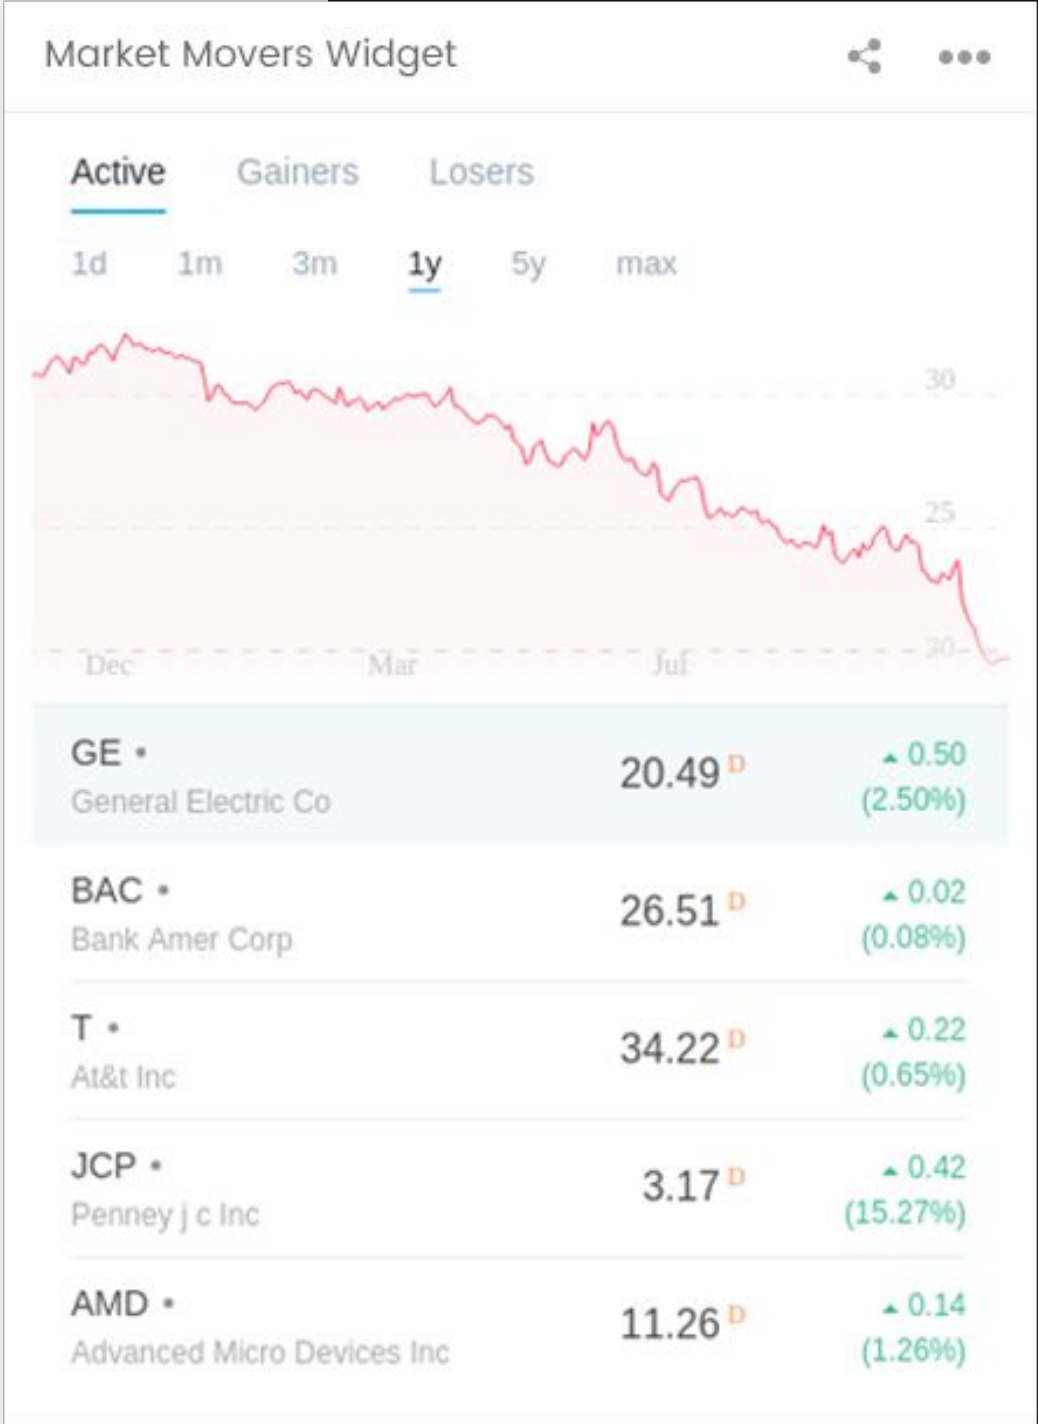 Market Movers Widget
Active Gainers Losers
1d 1m 3m 1y 5y max
30
25
20
Dec Mar Jul
GE •
20.49 D
▲ 0.50
General Electric Co
(2.50%)
BAC •
26.51 D
▲ 0.02
Bank Amer Corp
(0.08%)
T •
34.22 D
▲ 0.22
At&t Inc
(0.65%)
JCP •
3.17 D
▲ 0.42
Penney j c Inc
(15.27%)
AMD •
11.26 D
▲ 0.14
Advanced Micro Devices Inc
(1.26%)